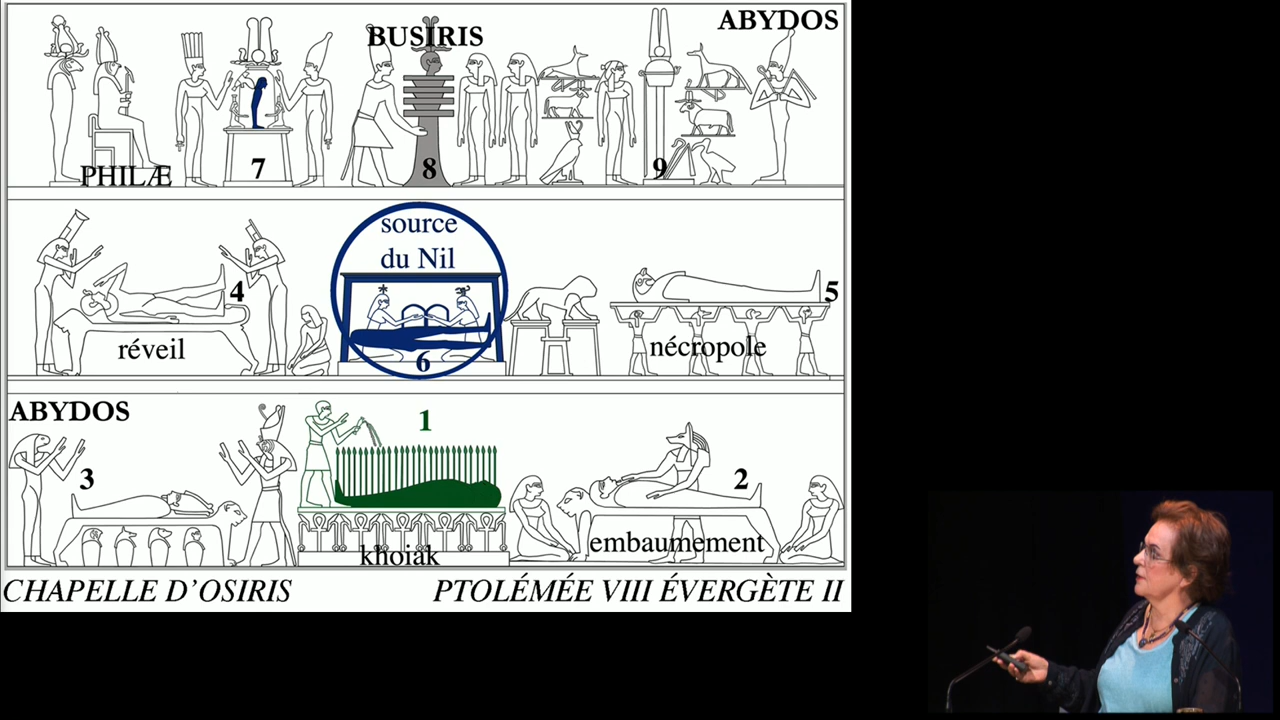 BUSIRIS
ABYDOS
PHILÆ
7
8
9
source
du Nil
4
réveil
6
5
nécropole
ABYDOS
1
3
2
khoiak
embaumement
CHAPELLE D’OSIRIS
PTOLÉMÉE VIII ÉVERGÈTE II